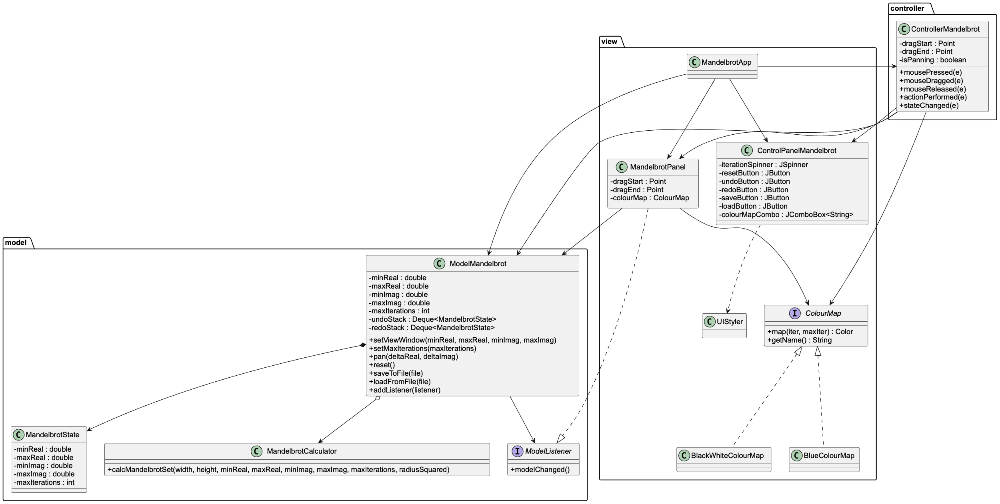 controller
C ControllerMandelbrot
-dragStart : Point
-dragEnd : Point
-isPanning : boolean
+mousePressed(e)
+mouseDragged(e)
+mouseReleased(e)
+actionPerformed(e)
+stateChanged(e)
view
C MandelbrotApp
C MandelbrotPanel
-dragStart : Point
-dragEnd : Point
-colourMap : ColourMap
C ControlPanelMandelbrot
-iterationSpinner : JSpinner
-resetButton : JButton
-undoButton : JButton
-redoButton : JButton
-saveButton : JButton
-loadButton : JButton
-colourMapCombo : JComboBox<String>
C UIStyler
I ColourMap
+map(iter, maxIter) : Color
+getName() : String
C BlackWhiteColourMap
C BlueColourMap
model
C ModelMandelbrot
-minReal : double
-maxReal : double
-minImag : double
-maxImag : double
-maxIterations : int
-undoStack : Deque<MandelbrotState>
-redoStack : Deque<MandelbrotState>
+setViewWindow(minReal, maxReal, minImag, maxImag)
+setMaxIterations(maxIterations)
+pan(deltaReal, deltaImag)
+reset()
+saveToFile(file)
+loadFromFile(file)
+addListener(listener)
C MandelbrotState
-minReal : double
-maxReal : double
-minImag : double
-maxImag : double
-maxIterations : int
C MandelbrotCalculator
+calcMandelbrotSet(width, height, minReal, maxReal, minImag, maxImag, maxIterations, radiusSquared)
I ModelListener
+modelChanged()